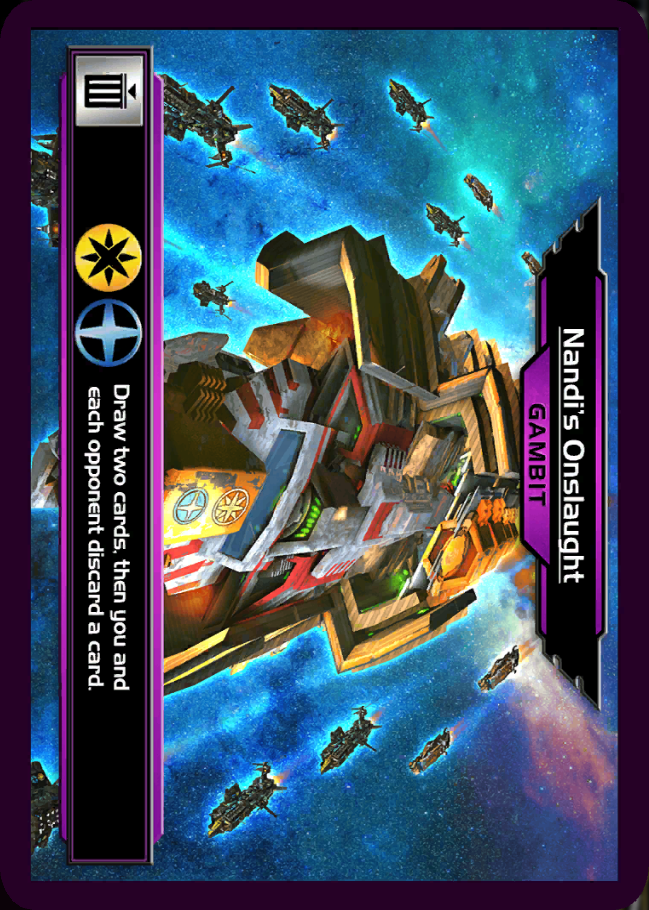 Nandi's Onslaught
GAMBIT
Draw two cards, then you and
each opponent discard a card.